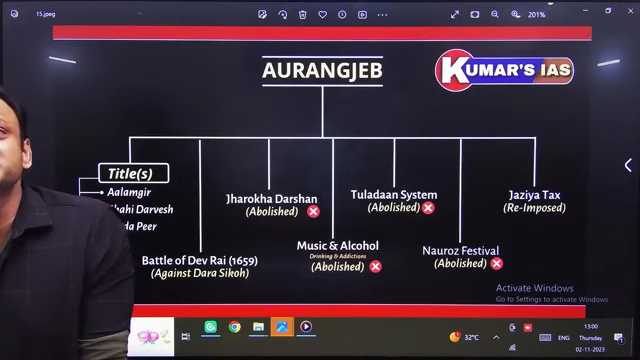 15.jpeg
201%
AURANGJEB
KUMAR'S IAS
Title(s)
Aalamgir
Darvesh
Peer
Battle of Dev Rai (1659)
(Against Dara Sikoh)
Jharokha Darshan
(Abolished)
Music & Alcohol
Drinking & Addictions
(Abolished)
Tuladaan System
(Abolished)
Nauroz Festival
(Abolished)
Jaziya Tax
(Re-Imposed)
Activate Windows
Go to Settings to activate Windows
32°C
ENG
13:00
Thursday
02-11-2023